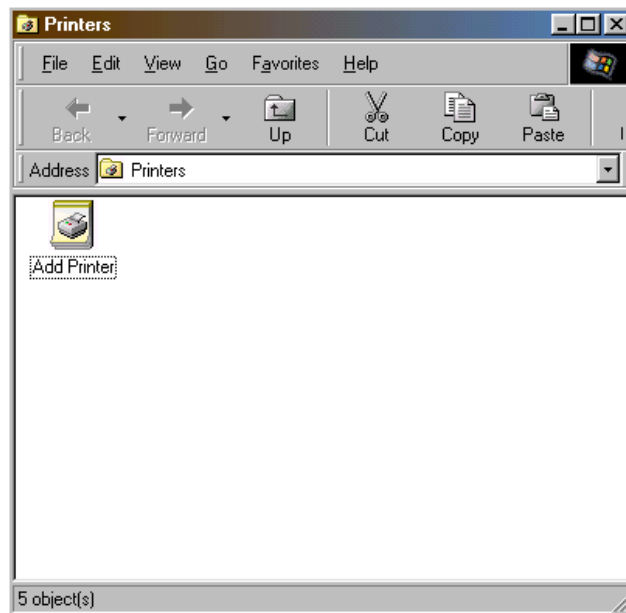 Printers
File Edit View Go Favorites Help
Back Forward Up Cut Copy Paste
Address Printers
Add Printer
5 object(s)